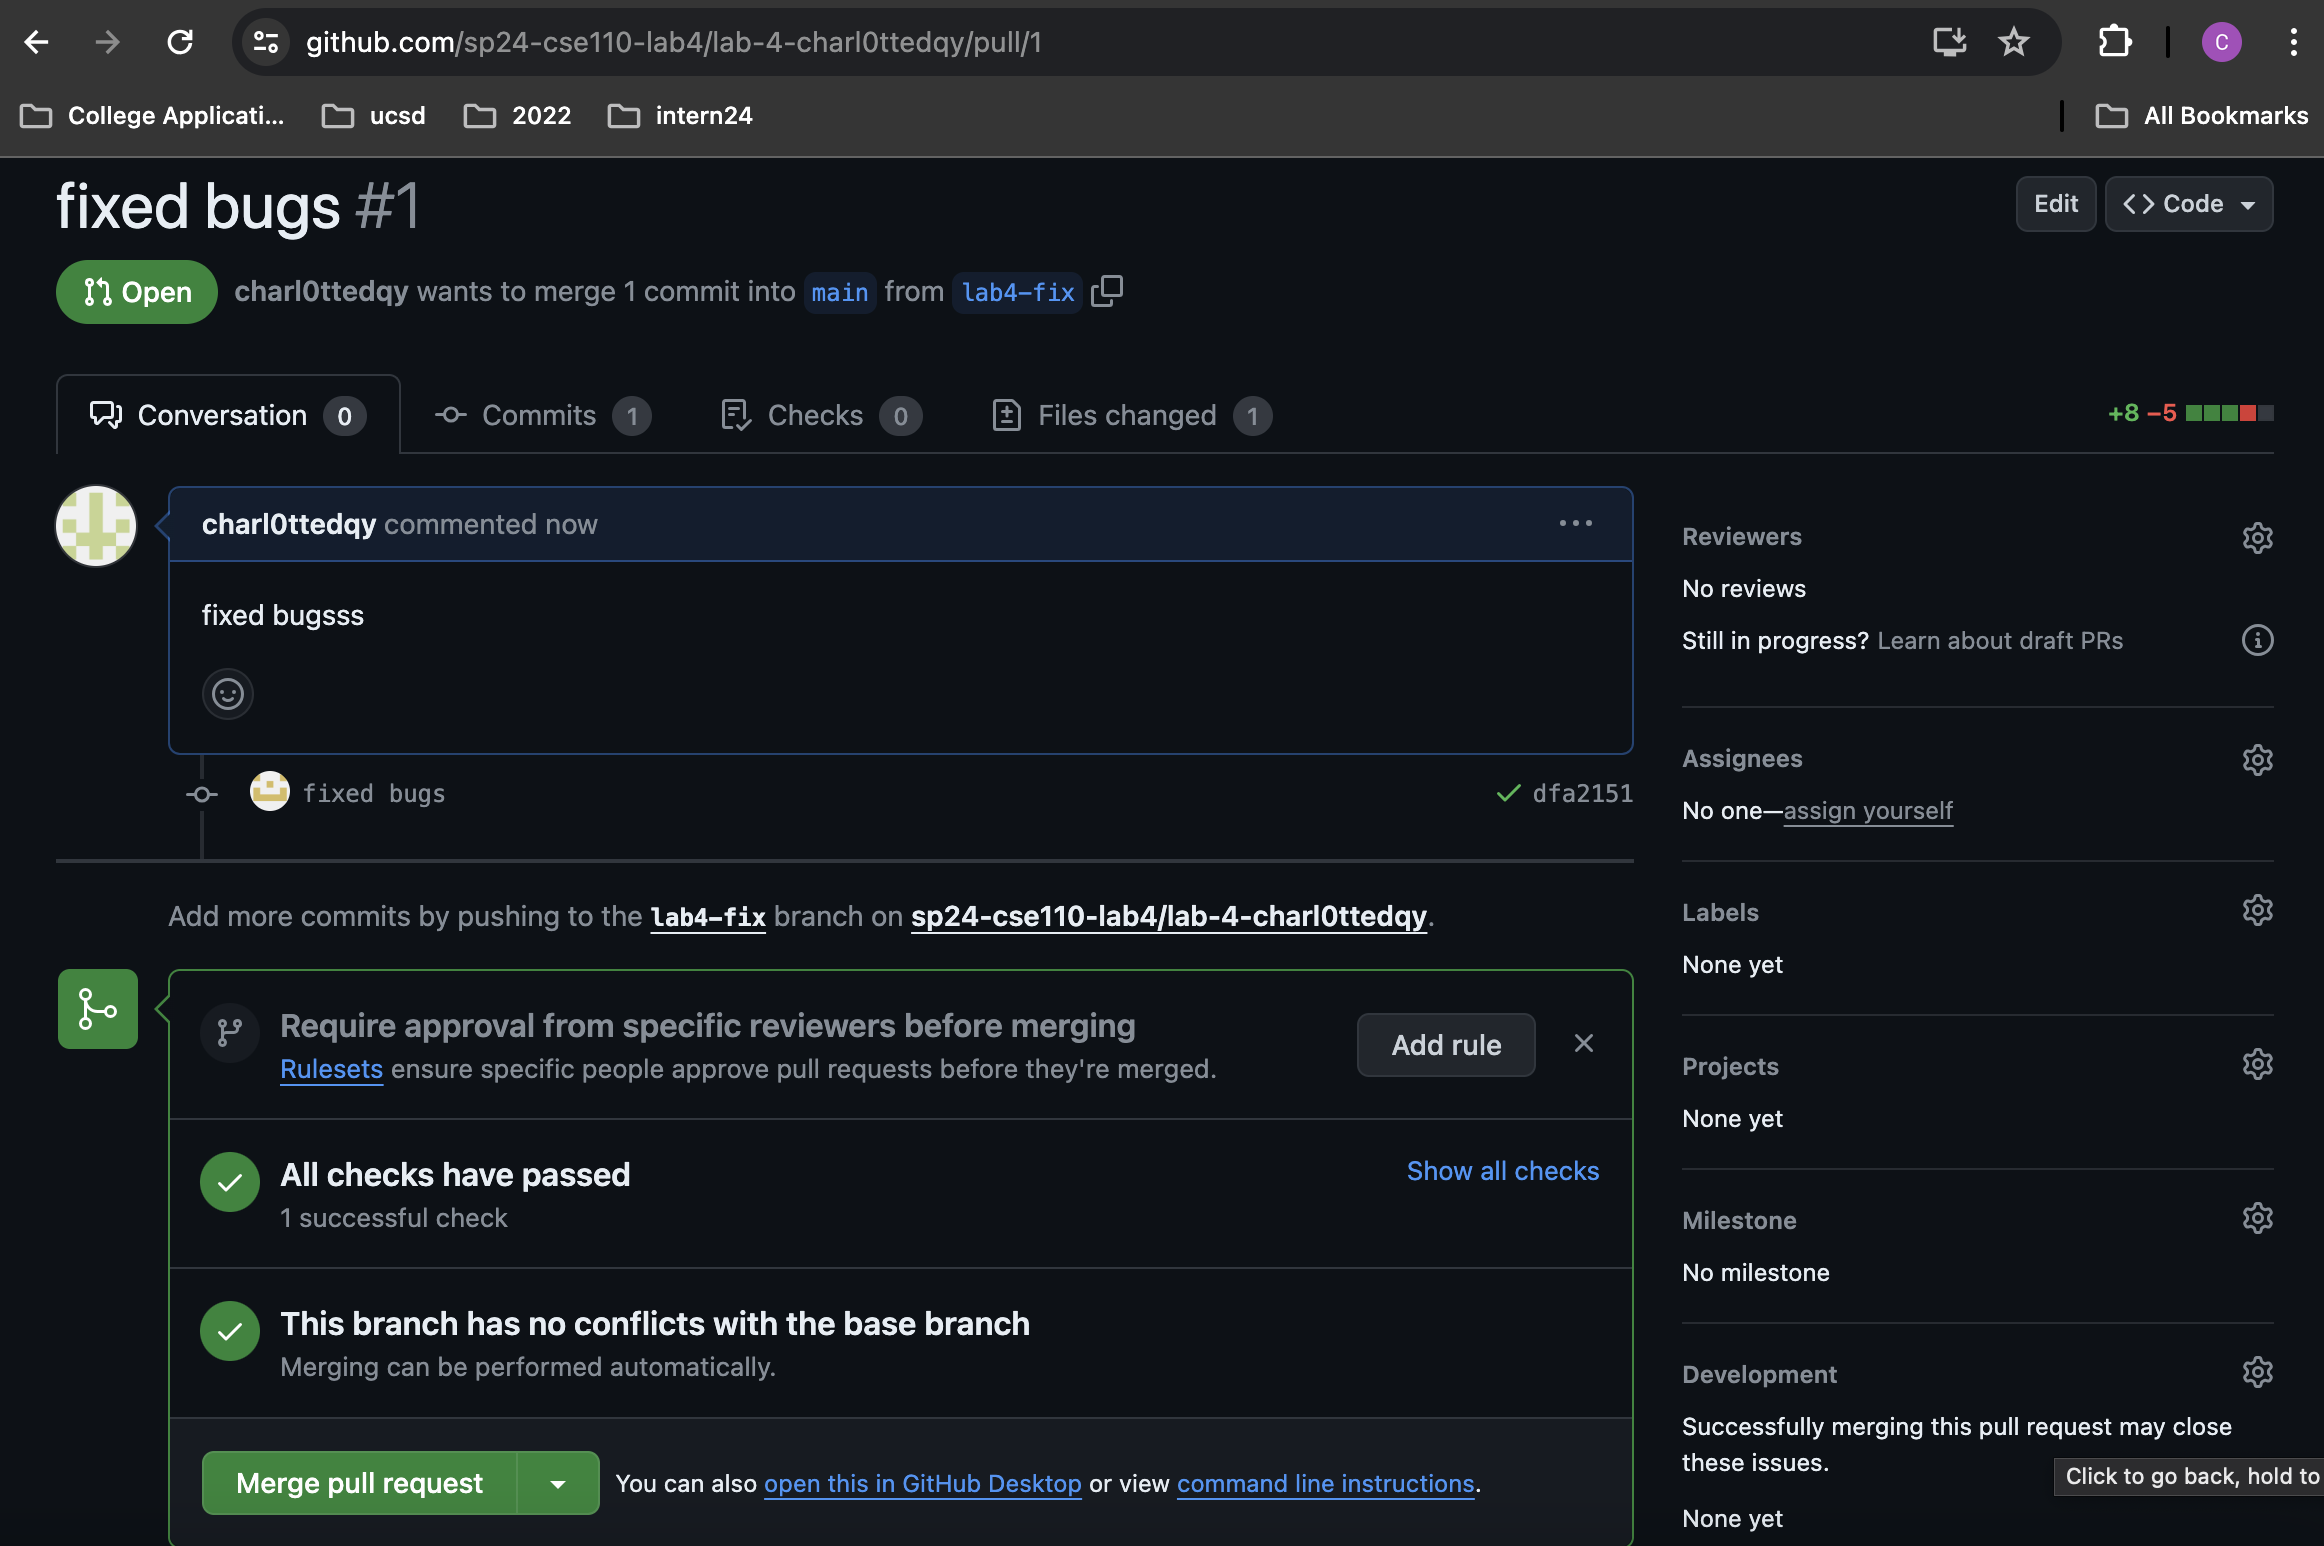 github.com/sp24-cse110-lab4/lab-4-charl0ttedqy/pull/1
C
College Applicati...
ucsd
2022
intern24
All Bookmarks
fixed bugs #1
Edit
Code
Open
charl0ttedqy wants to merge 1 commit into main from lab4-fix
Conversation 0
Commits 1
Checks 0
Files changed 1
+8 −5
charl0ttedqy commented now
fixed bugsss
fixed bugs
dfa2151
Add more commits by pushing to the lab4-fix branch on sp24-cse110-lab4/lab-4-charl0ttedqy.
Require approval from specific reviewers before merging
Rulesets ensure specific people approve pull requests before they're merged.
Add rule
All checks have passed
1 successful check
Show all checks
This branch has no conflicts with the base branch
Merging can be performed automatically.
Merge pull request
You can also open this in GitHub Desktop or view command line instructions.
Reviewers
No reviews
Still in progress? Learn about draft PRs
Assignees
No one—assign yourself
Labels
None yet
Projects
None yet
Milestone
No milestone
Development
Successfully merging this pull request may close
these issues.
Click to go back, hold to
None yet